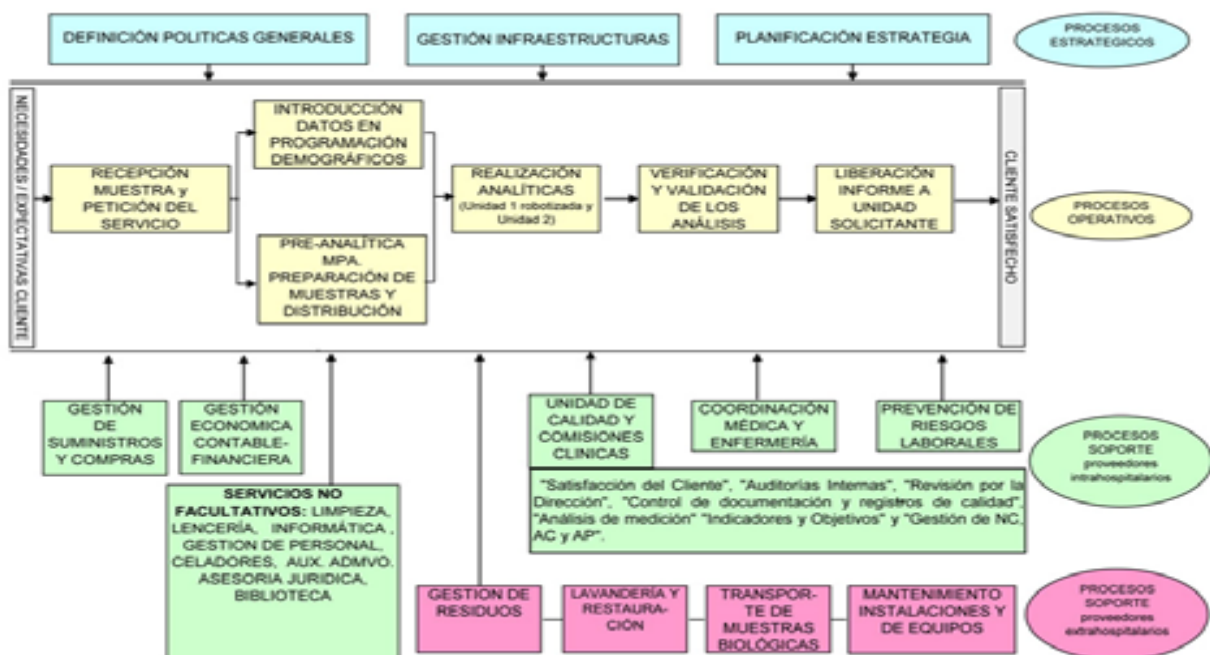 DEFINICIÓN POLITICAS GENERALES
GESTIÓN INFRAESTRUCTURAS
PLANIFICACIÓN ESTRATEGIA
PROCESOS
ESTRATEGICOS
NECESIDADES / EXPECTATIVAS CLIENTE
RECEPCIÓN
MUESTRA y
PETICIÓN DEL
SERVICIO
INTRODUCCIÓN
DATOS EN
PROGRAMACIÓN
DEMOGRÁFICOS
PRE-ANALÍTICA
MPA.
PREPARACIÓN DE
MUESTRAS Y
DISTRIBUCIÓN
REALIZACIÓN
ANALÍTICAS
(Unidad 1 robotizada y
Unidad 2)
VERIFICACIÓN
Y VALIDACIÓN
DE LOS
ANÁLISIS
LIBERACIÓN
INFORME A
UNIDAD
SOLICITANTE
CLIENTE SATISFECHO
PROCESOS
OPERATIVOS
GESTIÓN
DE
SUMINISTROS
Y COMPRAS
GESTIÓN
ECONOMICA
CONTABLE-
FINANCIERA
SERVICIOS NO
FACULTATIVOS: LIMPIEZA,
LENCERÍA, INFORMÁTICA ,
GESTION DE PERSONAL,
CELADORES, AUX. ADMVO.
ASESORIA JURIDICA,
BIBLIOTECA
UNIDAD DE
CALIDAD Y
COMISIONES
CLINICAS
COORDINACIÓN
MÉDICA Y
ENFERMERÍA
PREVENCIÓN DE
RIESGOS
LABORALES
"Satisfacción del Cliente", "Auditorías Internas", "Revisión por la
Dirección", "Control de documentación y registros de calidad",
"Análisis de medición" "Indicadores y Objetivos" y "Gestión de NC,
AC y AP".
PROCESOS
SOPORTE
proveedores
intrahospitalarios
GESTIÓN DE
RESIDUOS
LAVANDERÍA Y
RESTAURA-
CIÓN
TRANSPOR-
TE DE
MUESTRAS
BIOLÓGICAS
MANTENIMIENTO
INSTALACIONES Y
DE EQUIPOS
PROCESOS
SOPORTE
proveedores
extrahospitalarios